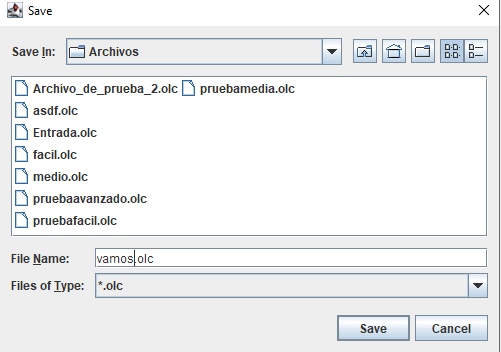 Save
Save In: Archivos
Archivo_de_prueba_2.olc pruebamedia.olc
asdf.olc
Entrada.olc
facil.olc
medio.olc
pruebaavanzado.olc
pruebafacil.olc
File Name: vamos.olc
Files of Type: *.olc
Save Cancel